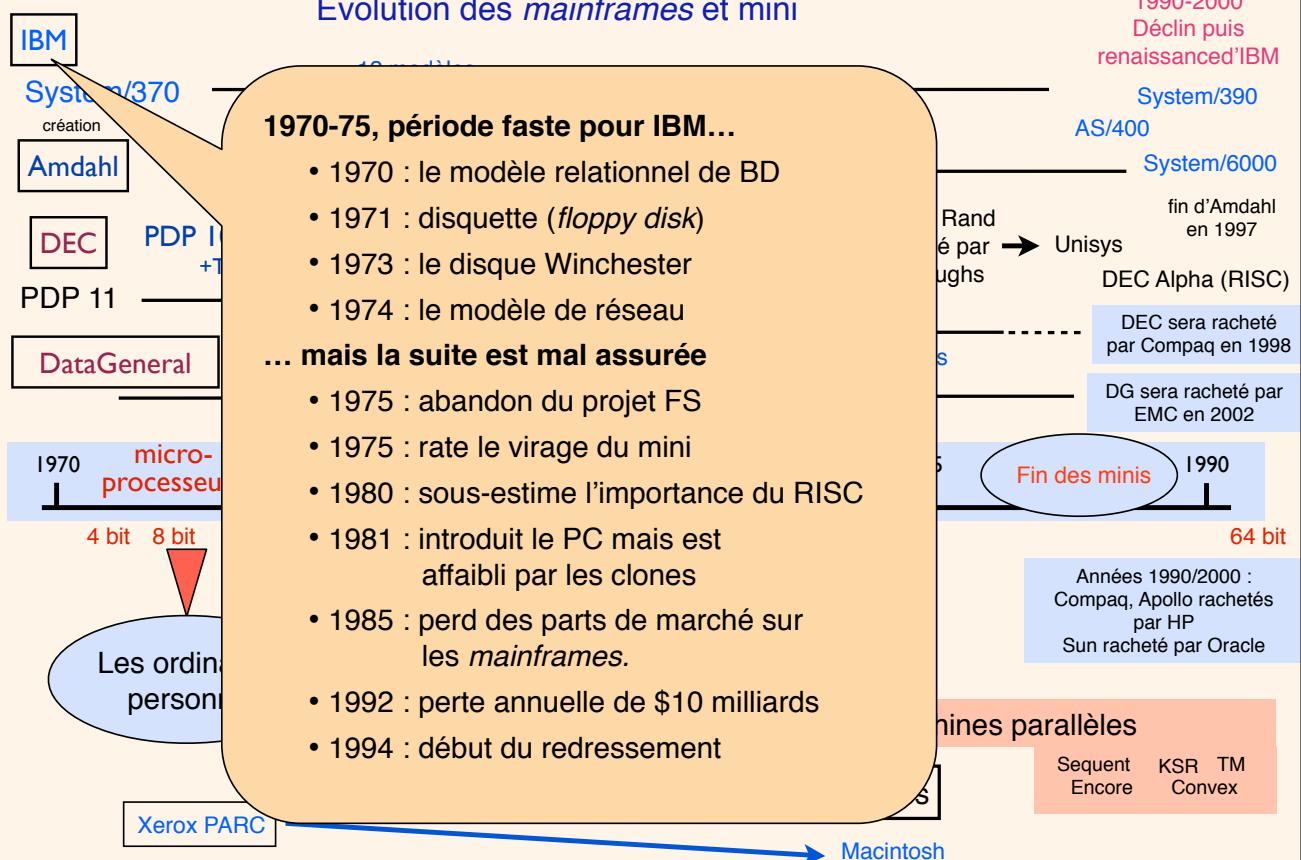 Evolution des mainframes et mini
1990-2000
Déclin puis
renaissanced'IBM
IBM
System/370
création
Amdahl
DEC
PDP
PDP 11
DataGeneral
1970-75, période faste pour IBM…
• 1970 : le modèle relationnel de BD
• 1971 : disquette (floppy disk)
• 1973 : le disque Winchester
• 1974 : le modèle de réseau
… mais la suite est mal assurée
• 1975 : abandon du projet FS
• 1975 : rate le virage du mini
• 1980 : sous-estime l'importance du RISC
• 1981 : introduit le PC mais est
affaibli par les clones
• 1985 : perd des parts de marché sur
les mainframes.
• 1992 : perte annuelle de $10 milliards
• 1994 : début du redressement
System/390
AS/400
System/6000
Rand
par
Unisys
fin d'Amdahl
en 1997
DEC Alpha (RISC)
DEC sera racheté
par Compaq en 1998
DG sera racheté par
EMC en 2002
1970
micro-
processeu
4 bit 8 bit
Fin des minis
1990
64 bit
Les ordina
personn
Années 1990/2000 :
Compaq, Apollo rachetés
par HP
Sun racheté par Oracle
hines parallèles
Sequent KSR TM
Encore Convex
Xerox PARC
Macintosh